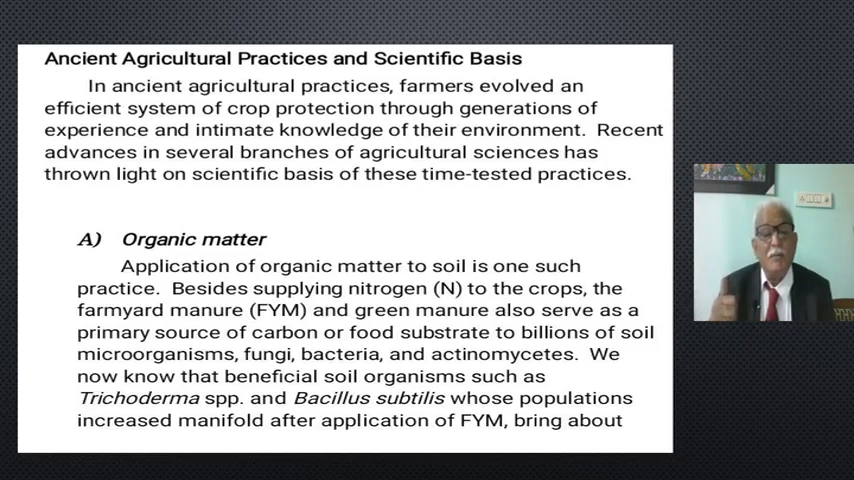 Ancient Agricultural Practices and Scientific Basis
In ancient agricultural practices, farmers evolved an
efficient system of crop protection through generations of
experience and intimate knowledge of their environment. Recent
advances in several branches of agricultural sciences has
thrown light on scientific basis of these time-tested practices.
A) Organic matter
Application of organic matter to soil is one such
practice. Besides supplying nitrogen (N) to the crops, the
farmyard manure (FYM) and green manure also serve as a
primary source of carbon or food substrate to billions of soil
microorganisms, fungi, bacteria, and actinomycetes. We
now know that beneficial soil organisms such as
Trichoderma spp. and Bacillus subtilis whose populations
increased manifold after application of FYM, bring about